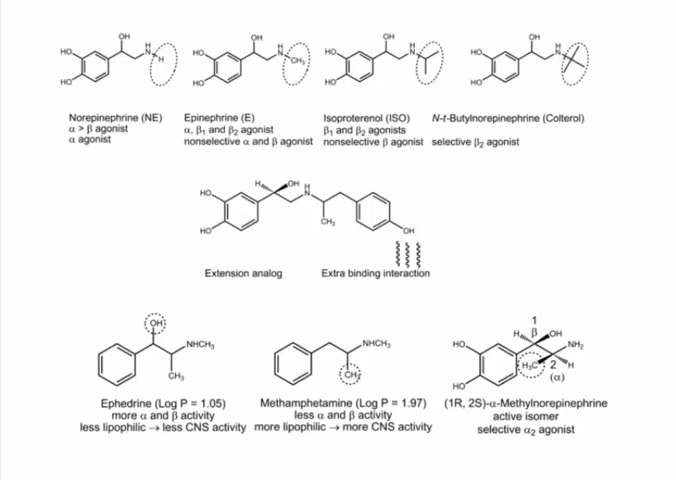 OH
HO
HO
H
N
H
OH
HO
HO
H
N
CH₃
OH
HO
HO
H
N
OH
HO
HO
H
N
Norepinephrine (NE)
α > β agonist
α agonist
Epinephrine (E)
α, β₁ and β₂ agonist
nonselective α and β agonist
Isoproterenol (ISO)
β₁ and β₂ agonists
nonselective β agonist
N-t-Butylnorepinephrine (Colterol)
selective β₂ agonist
H
OH
H
N
HO
HO
CH₃
OH
Extension analog
Extra binding interaction
OH
NHCH₃
CH₃
Ephedrine (Log P = 1.05)
more α and β activity
less lipophilic → less CNS activity
NHCH₃
CH₃
Methamphetamine (Log P = 1.97)
less α and β activity
more lipophilic → more CNS activity
1
H
β
OH
HO
NH₂
H₃C
2
H
(α)
HO
(1R, 2S)-α-Methylnorepinephrine
active isomer
selective α₂ agonist